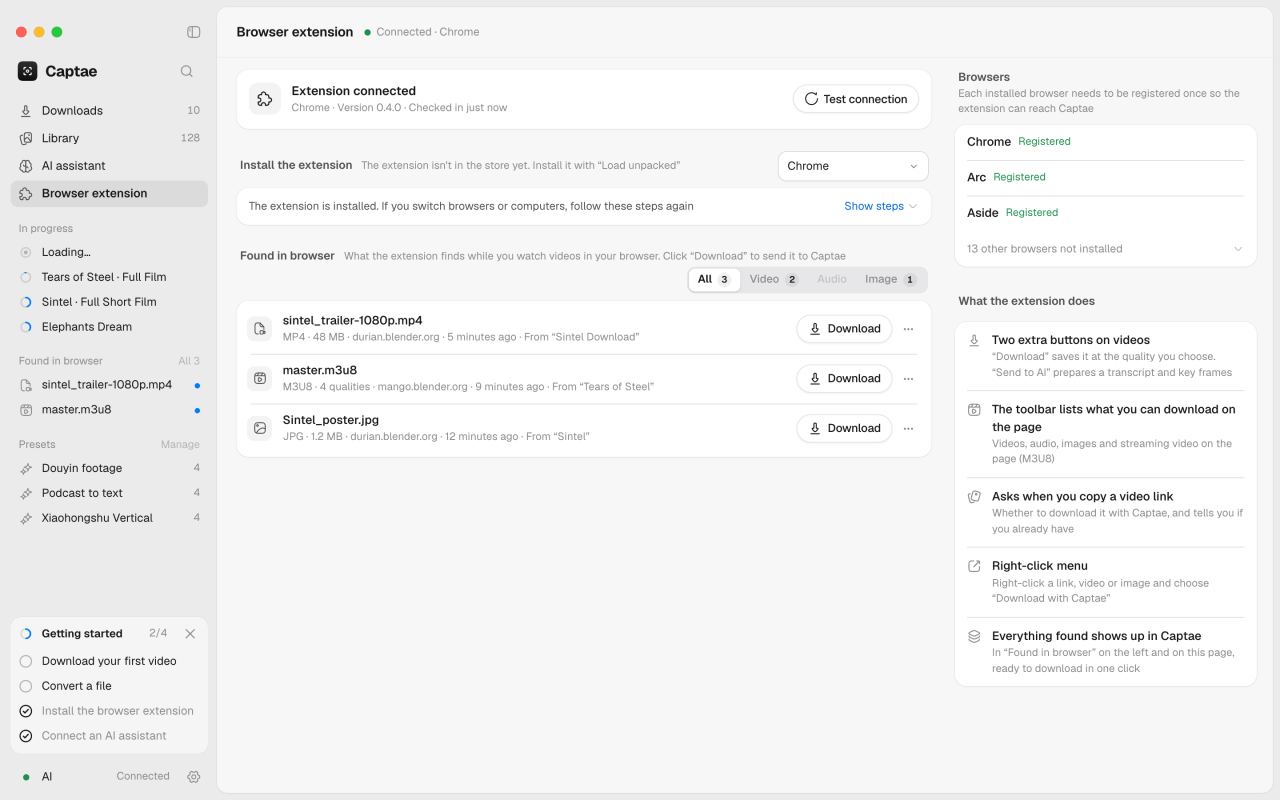 Captae
Downloads 10
Library 128
AI assistant
Browser extension
In progress
Loading...
Tears of Steel · Full Film
Sintel · Full Short Film
Elephants Dream
Found in browser All 3
sintel_trailer-1080p.mp4
master.m3u8
Presets Manage
Douyin footage 4
Podcast to text 4
Xiaohongshu Vertical 4
Getting started 2/4
Download your first video
Convert a file
Install the browser extension
Connect an AI assistant
AI Connected
Browser extension Connected · Chrome
Extension connected
Chrome · Version 0.4.0 · Checked in just now
Test connection
Install the extension The extension isn't in the store yet. Install it with “Load unpacked”
Chrome
The extension is installed. If you switch browsers or computers, follow these steps again
Show steps
Found in browser What the extension finds while you watch videos in your browser. Click “Download” to send it to Captae
All 3 Video 2 Audio Image 1
sintel_trailer-1080p.mp4
MP4 · 48 MB · durian.blender.org · 5 minutes ago · From “Sintel Download”
Download
master.m3u8
M3U8 · 4 qualities · mango.blender.org · 9 minutes ago · From “Tears of Steel”
Download
Sintel_poster.jpg
JPG · 1.2 MB · durian.blender.org · 12 minutes ago · From “Sintel”
Download
Browsers
Each installed browser needs to be registered once so the
extension can reach Captae
Chrome Registered
Arc Registered
Aside Registered
13 other browsers not installed
What the extension does
Two extra buttons on videos
“Download” saves it at the quality you choose.
“Send to AI” prepares a transcript and key frames
The toolbar lists what you can download on
the page
Videos, audio, images and streaming video on the
page (M3U8)
Asks when you copy a video link
Whether to download it with Captae, and tells you if
you already have
Right-click menu
Right-click a link, video or image and choose
“Download with Captae”
Everything found shows up in Captae
In “Found in browser” on the left and on this page,
ready to download in one click